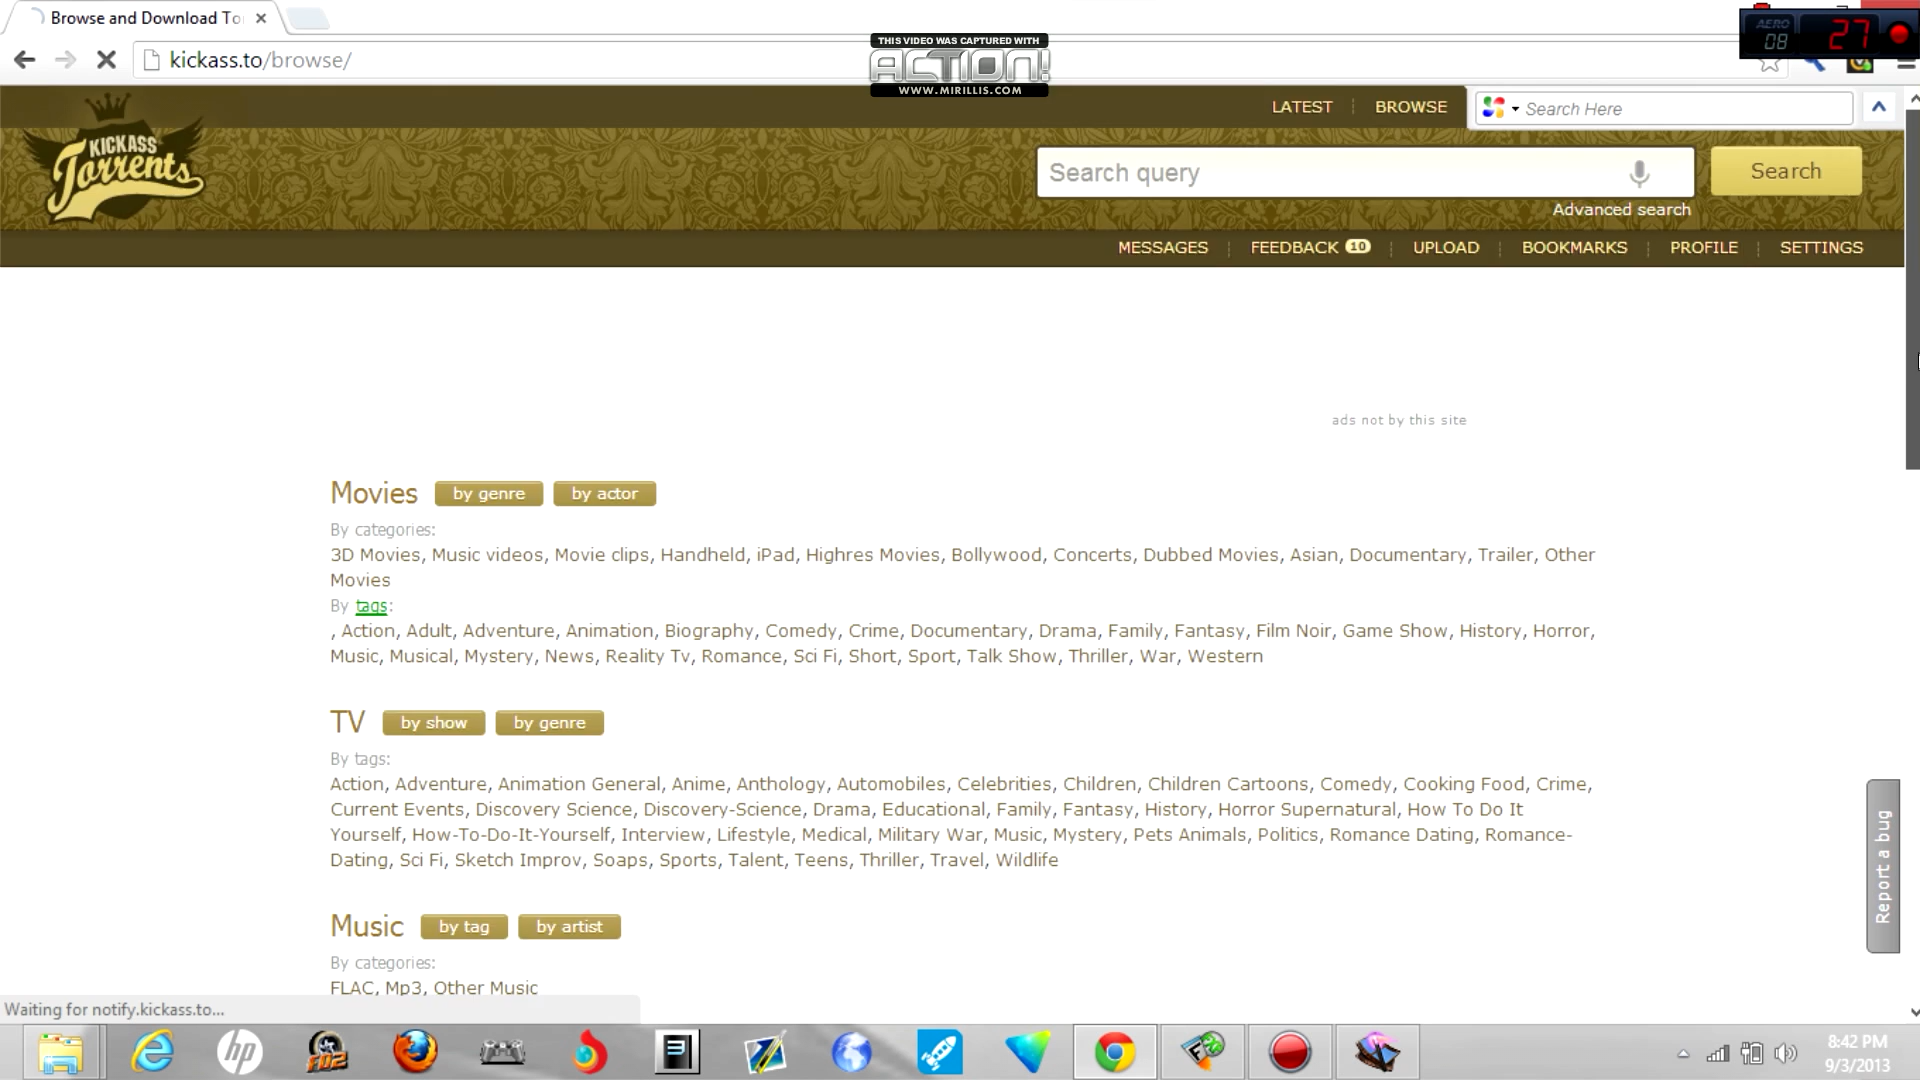 Browse and Download To
kickass.to/browse/
THIS VIDEO WAS CAPTURED WITH
ACTION!
WWW.MIRILLIS.COM
AERO
08
27
KICKASS
Torrents
LATEST
BROWSE
Search Here
Search query
Search
Advanced search
MESSAGES
FEEDBACK 10
UPLOAD
BOOKMARKS
PROFILE
SETTINGS
ads not by this site
Movies by genre by actor
By categories:
3D Movies, Music videos, Movie clips, Handheld, iPad, Highres Movies, Bollywood, Concerts, Dubbed Movies, Asian, Documentary, Trailer, Other
Movies
By tags:
, Action, Adult, Adventure, Animation, Biography, Comedy, Crime, Documentary, Drama, Family, Fantasy, Film Noir, Game Show, History, Horror,
Music, Musical, Mystery, News, Reality Tv, Romance, Sci Fi, Short, Sport, Talk Show, Thriller, War, Western
TV by show by genre
By tags:
Action, Adventure, Animation General, Anime, Anthology, Automobiles, Celebrities, Children, Children Cartoons, Comedy, Cooking Food, Crime,
Current Events, Discovery Science, Discovery-Science, Drama, Educational, Family, Fantasy, History, Horror Supernatural, How To Do It
Yourself, How-To-Do-It-Yourself, Interview, Lifestyle, Medical, Military War, Music, Mystery, Pets Animals, Politics, Romance Dating, Romance-
Dating, Sci Fi, Sketch Improv, Soaps, Sports, Talent, Teens, Thriller, Travel, Wildlife
Report a bug
Music by tag by artist
By categories:
FLAC, Mp3, Other Music
Waiting for notify.kickass.to...
hp
FD2
8:42 PM
9/3/2013